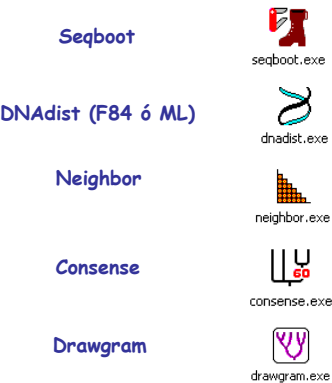 Seqboot
seqboot.exe
DNAdist (F84 ó ML)
dnadist.exe
Neighbor
neighbor.exe
Consense
60
consense.exe
Drawgram
drawgram.exe